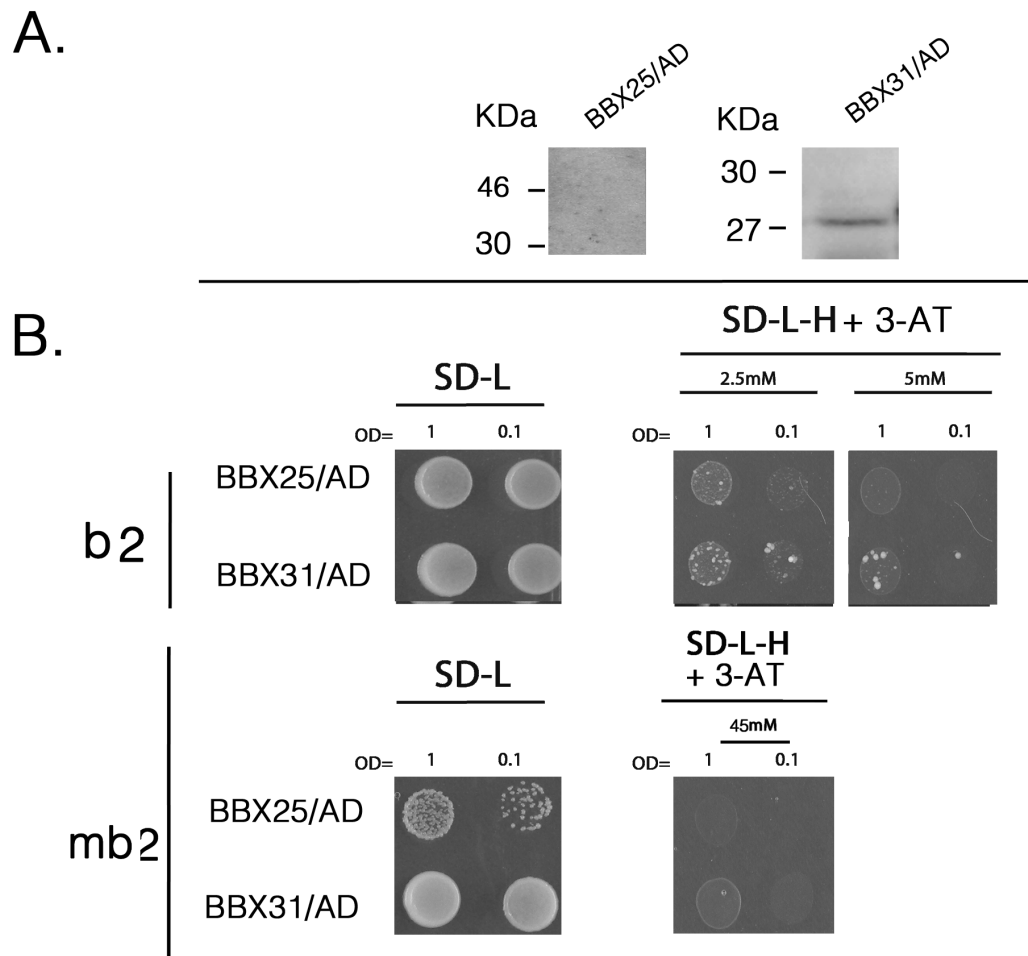 A.
BBX25/AD
BBX31/AD
KDa
KDa
46
30
30
27
B.
SD-L-H + 3-AT
SD-L
2.5mM
5mM
OD= 1 0.1
OD= 1 0.1
1 0.1
BBX25/AD
b2
BBX31/AD
SD-L
SD-L-H
+ 3-AT
45mM
OD= 1 0.1
OD= 1 0.1
BBX25/AD
mb2
BBX31/AD